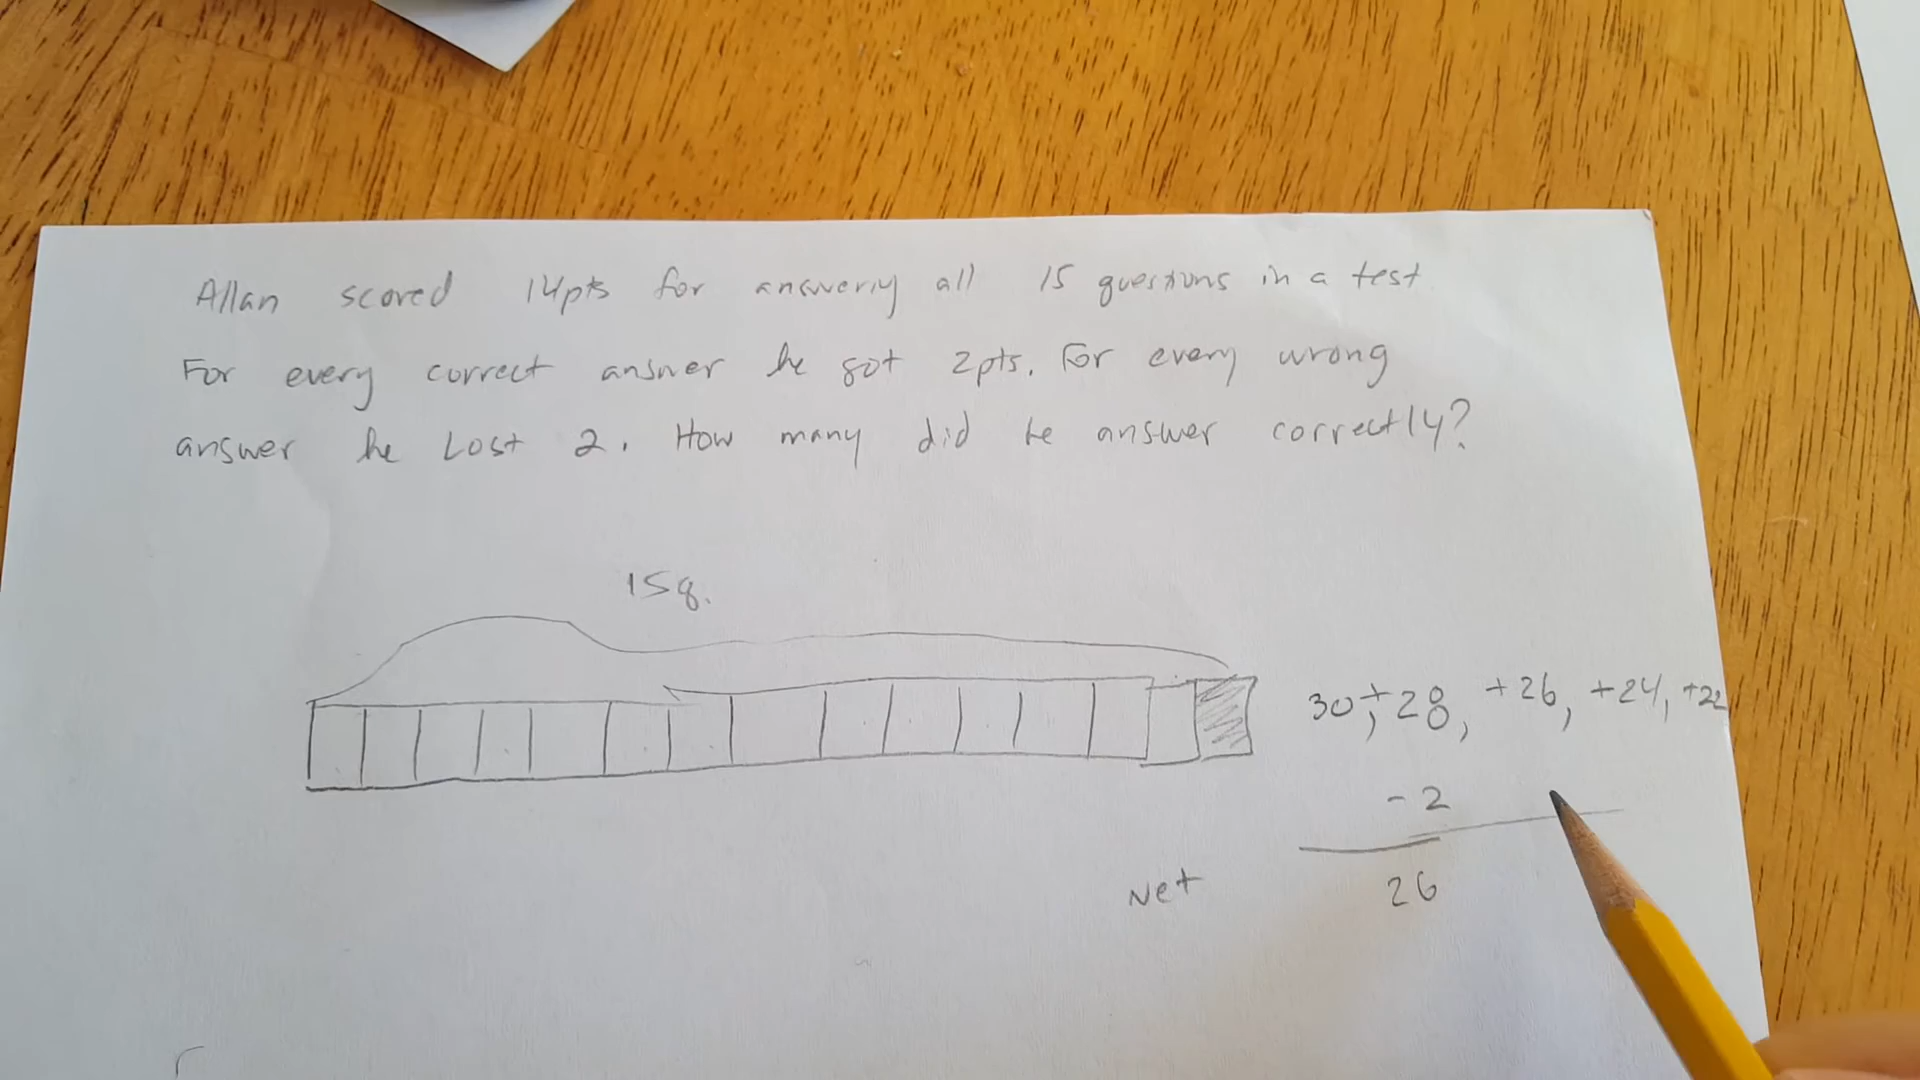 Allan scored 14pts for answering all 15 questions in a test
For every correct answer he got 2pts. For every wrong
answer he Lost 2. How many did he answer correctly?
15q.
30, +28, +26, +24, +22
- 2
Net 26